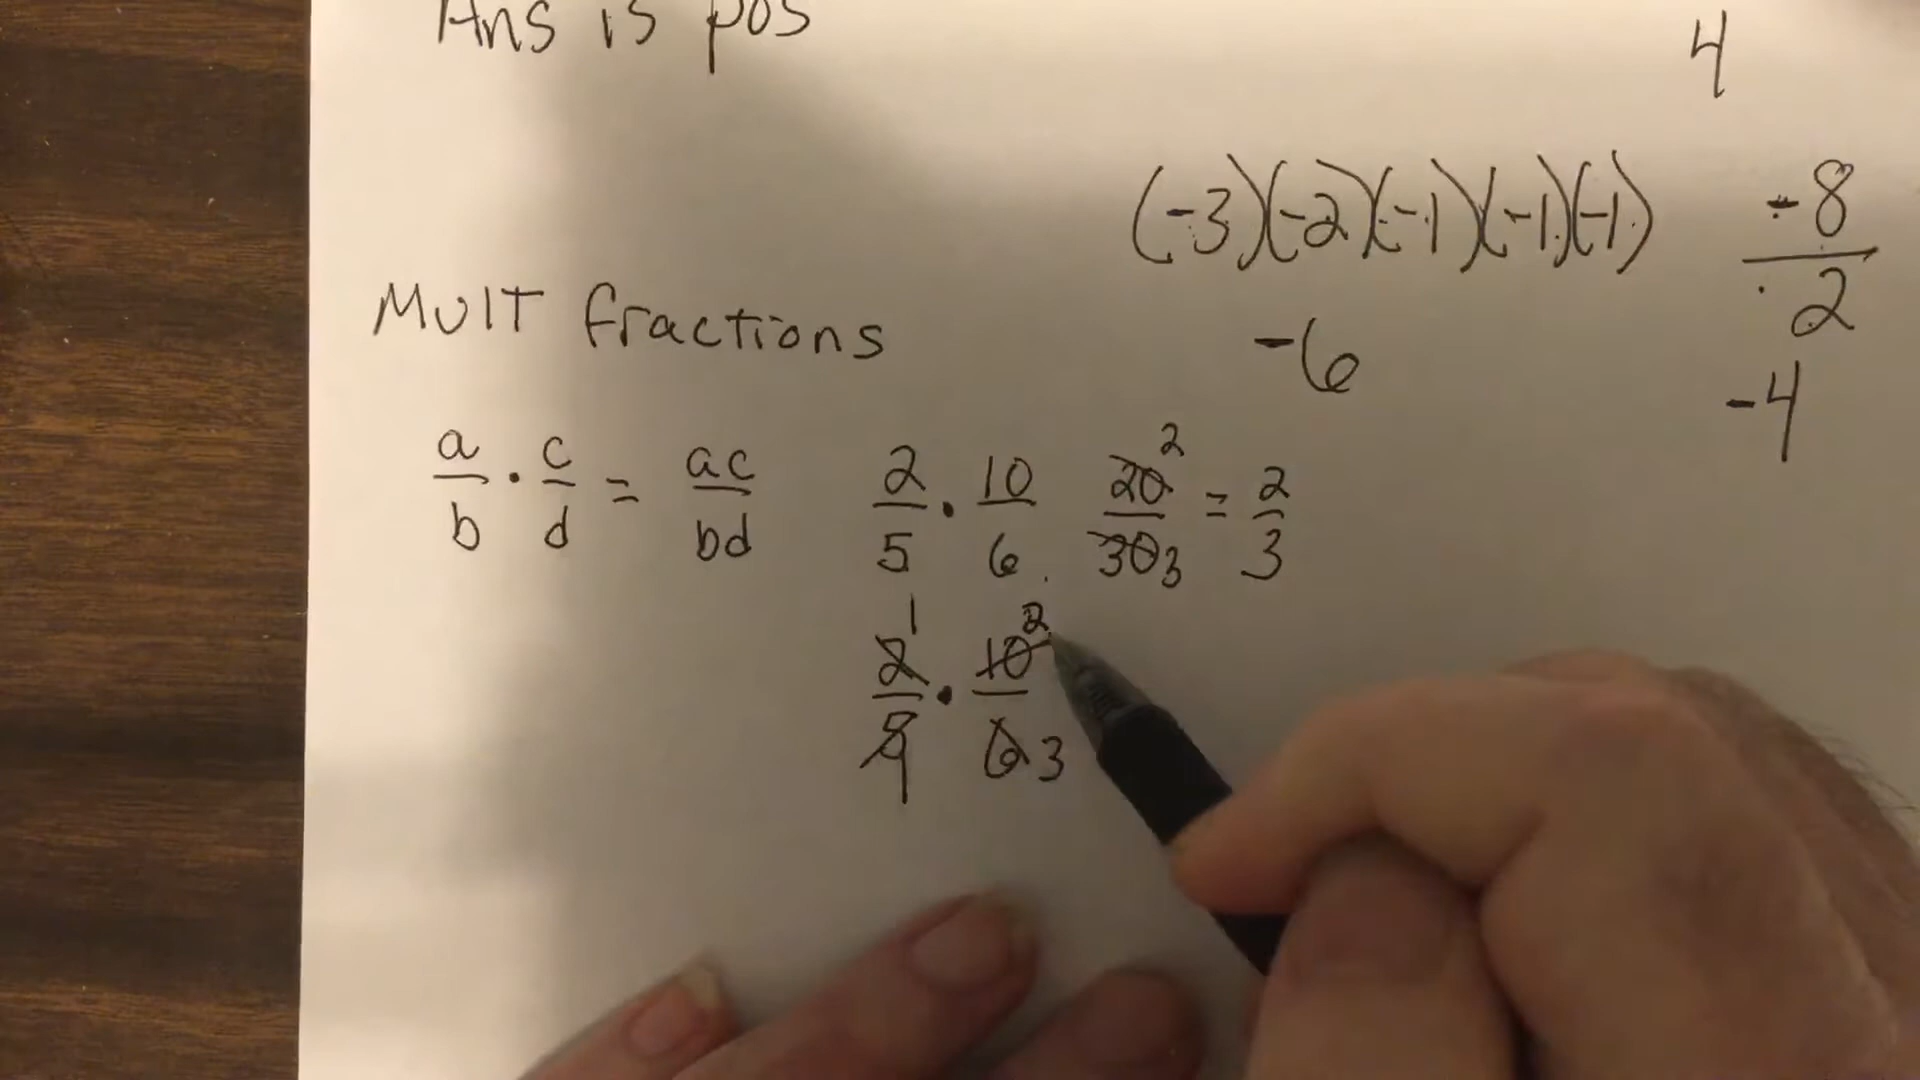 Ans is pos
4
(-3)(-2)(-1)(-1)(-1)
-8/2
-6
-4
Mult fractions
a/b · c/d = ac/bd
2/5 · 10/6 20 2/30 3 = 2/3
2 1/5 1 · 10 2/6 3